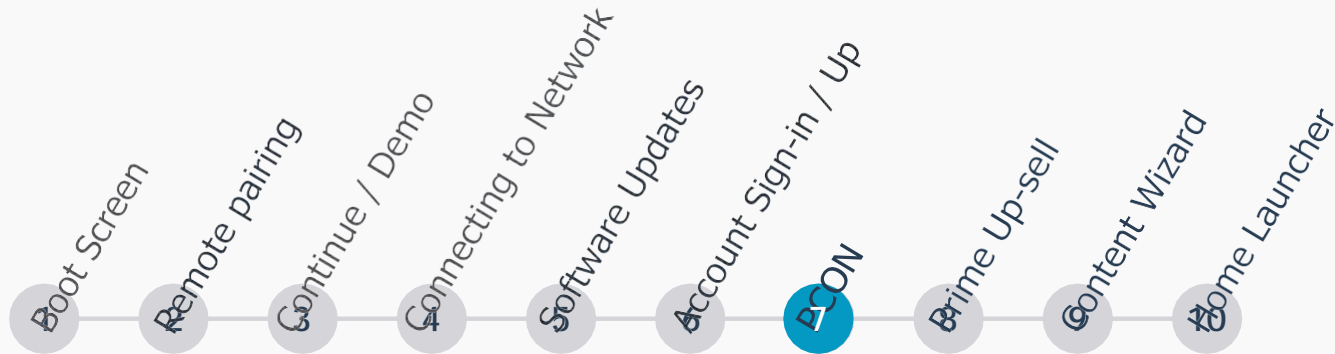 1 Boot Screen
2 Remote pairing
3 Continue / Demo
4 Connecting to Network
5 Software Updates
6 Account Sign-in / Up
7 PCON
8 Prime Up-sell
9 Content Wizard
10 Home Launcher